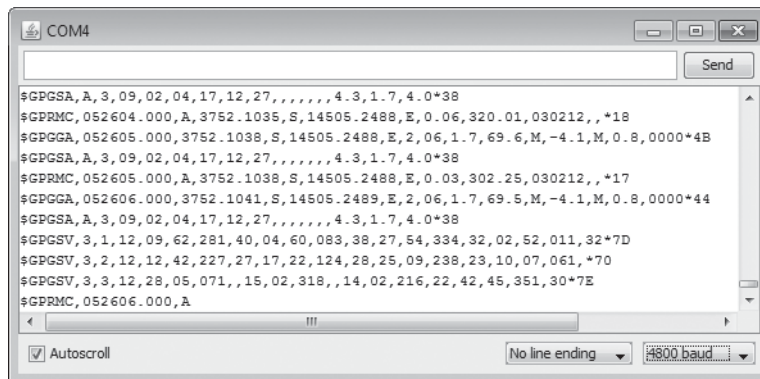 COM4
Send
$GPGSA,A,3,09,02,04,17,12,27,,,,,,,4.3,1.7,4.0*38
$GPRMC,052604.000,A,3752.1035,S,14505.2488,E,0.06,320.01,030212,,*18
$GPGGA,052605.000,3752.1038,S,14505.2488,E,2,06,1.7,69.6,M,-4.1,M,0.8,0000*4B
$GPGSA,A,3,09,02,04,17,12,27,,,,,,,4.3,1.7,4.0*38
$GPRMC,052605.000,A,3752.1038,S,14505.2488,E,0.03,302.25,030212,,*17
$GPGGA,052606.000,3752.1041,S,14505.2489,E,2,06,1.7,69.5,M,-4.1,M,0.8,0000*44
$GPGSA,A,3,09,02,04,17,12,27,,,,,,,4.3,1.7,4.0*38
$GPGSV,3,1,12,09,62,281,40,04,60,083,38,27,54,334,32,02,52,011,32*7D
$GPGSV,3,2,12,12,42,227,27,17,22,124,28,25,09,238,23,10,07,061,*70
$GPGSV,3,3,12,28,05,071,,15,02,318,,14,02,216,22,42,45,351,30*7E
$GPRMC,052606.000,A
Autoscroll
No line ending
4800 baud